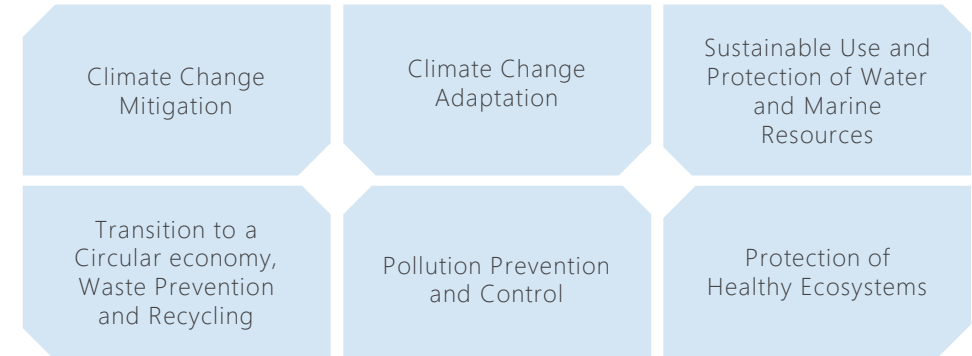 Climate Change
Mitigation
Climate Change
Adaptation
Sustainable Use and
Protection of Water
and Marine
Resources
Transition to a
Circular economy,
Waste Prevention
and Recycling
Pollution Prevention
and Control
Protection of
Healthy Ecosystems